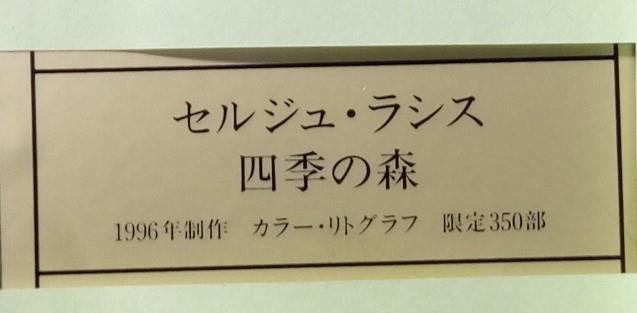 セルジュ・ラシス
四季の森
1996年制作 カラー・リトグラフ 限定350部